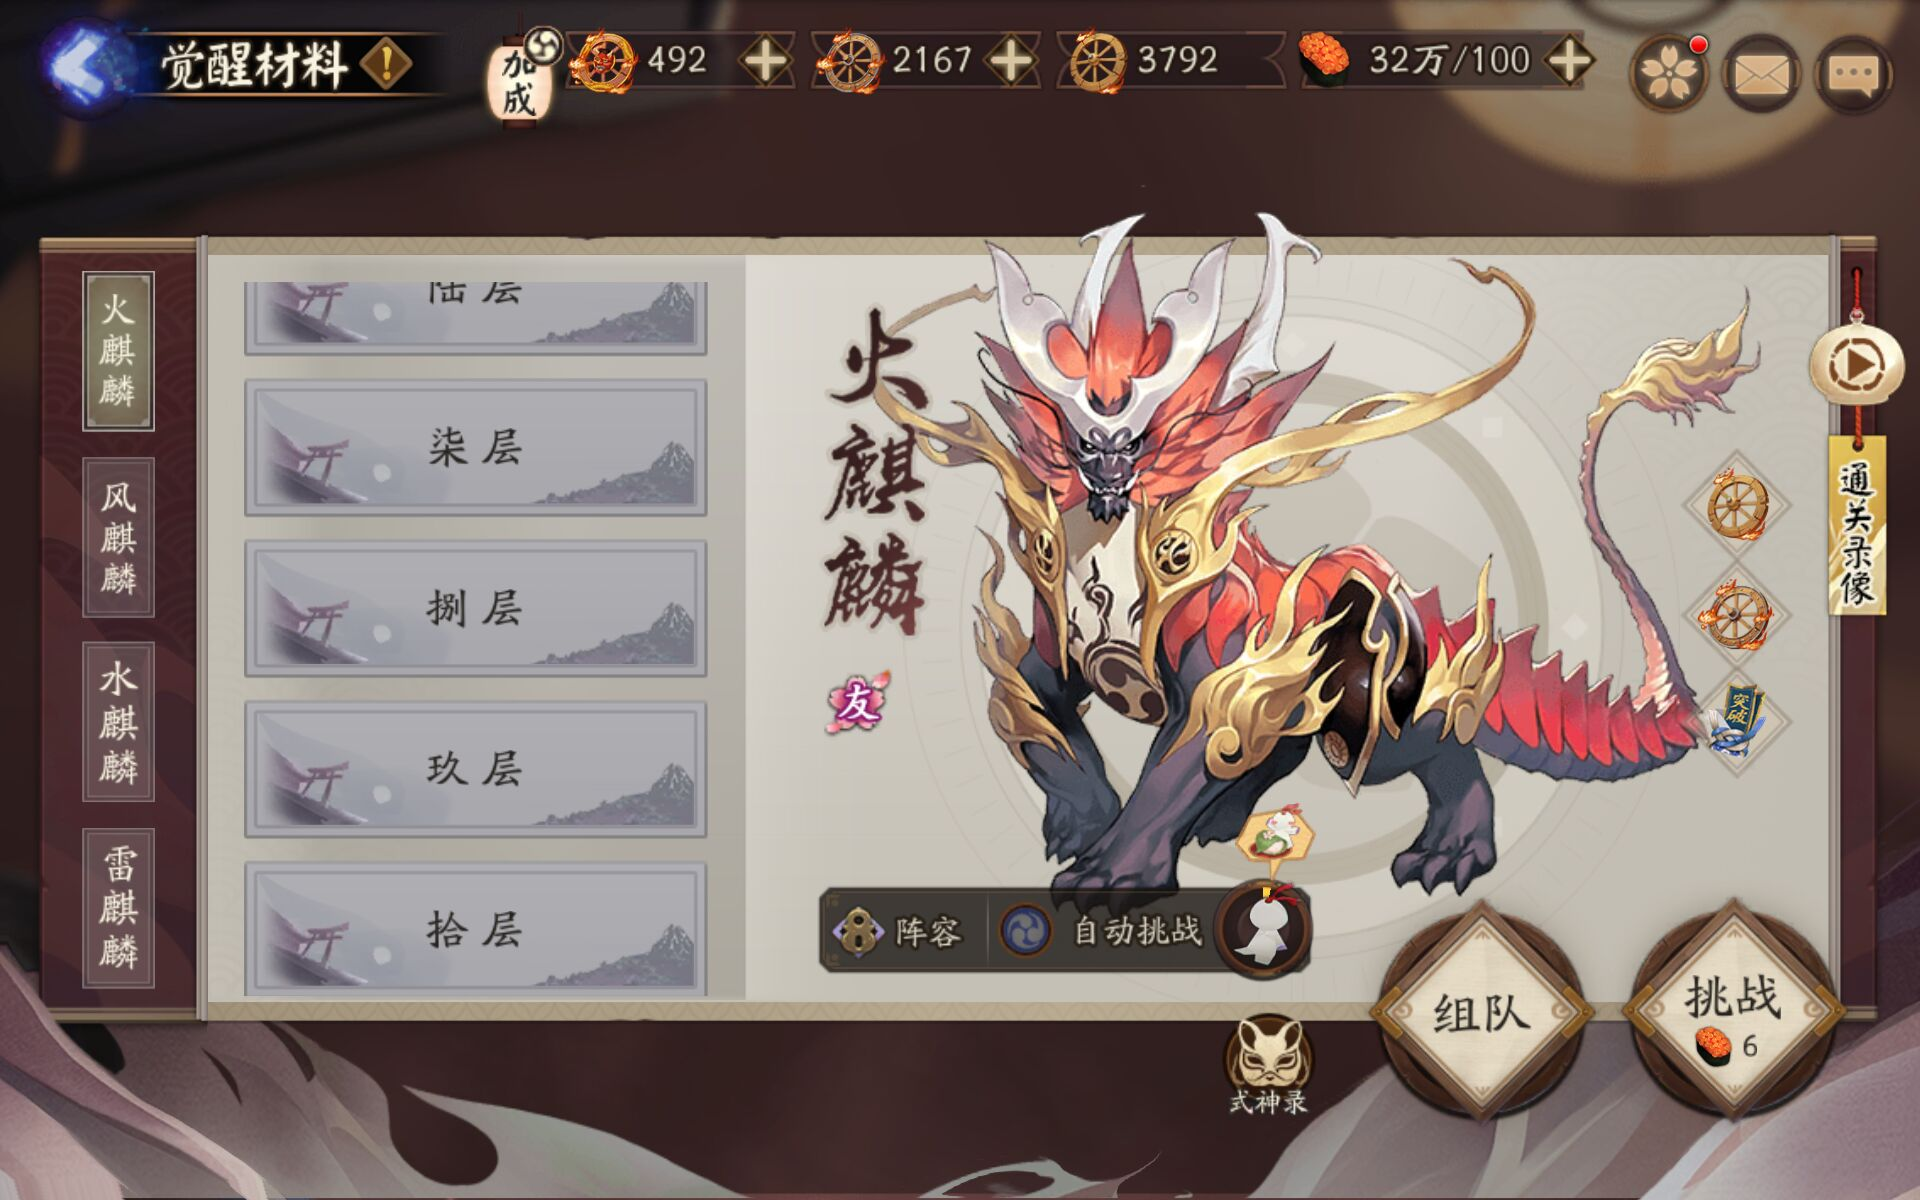 觉醒材料
加成
492
2167
3792
32万/100
火麒麟
风麒麟
水麒麟
雷麒麟
陆层
柒层
捌层
玖层
拾层
火麒麟
友
突破
通关录像
阵容
自动挑战
组队
挑战
6
式神录